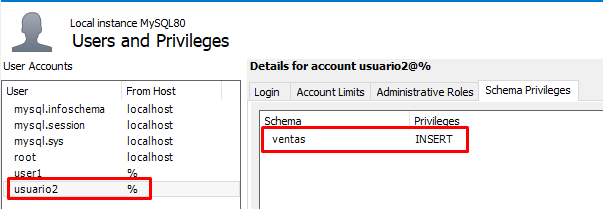 Local instance MySQL80
Users and Privileges
User Accounts
User From Host
mysql.infoschema localhost
mysql.session localhost
mysql.sys localhost
root localhost
user1 %
usuario2 %
Details for account usuario2@%
Login Account Limits Administrative Roles Schema Privileges
Schema Privileges
ventas INSERT